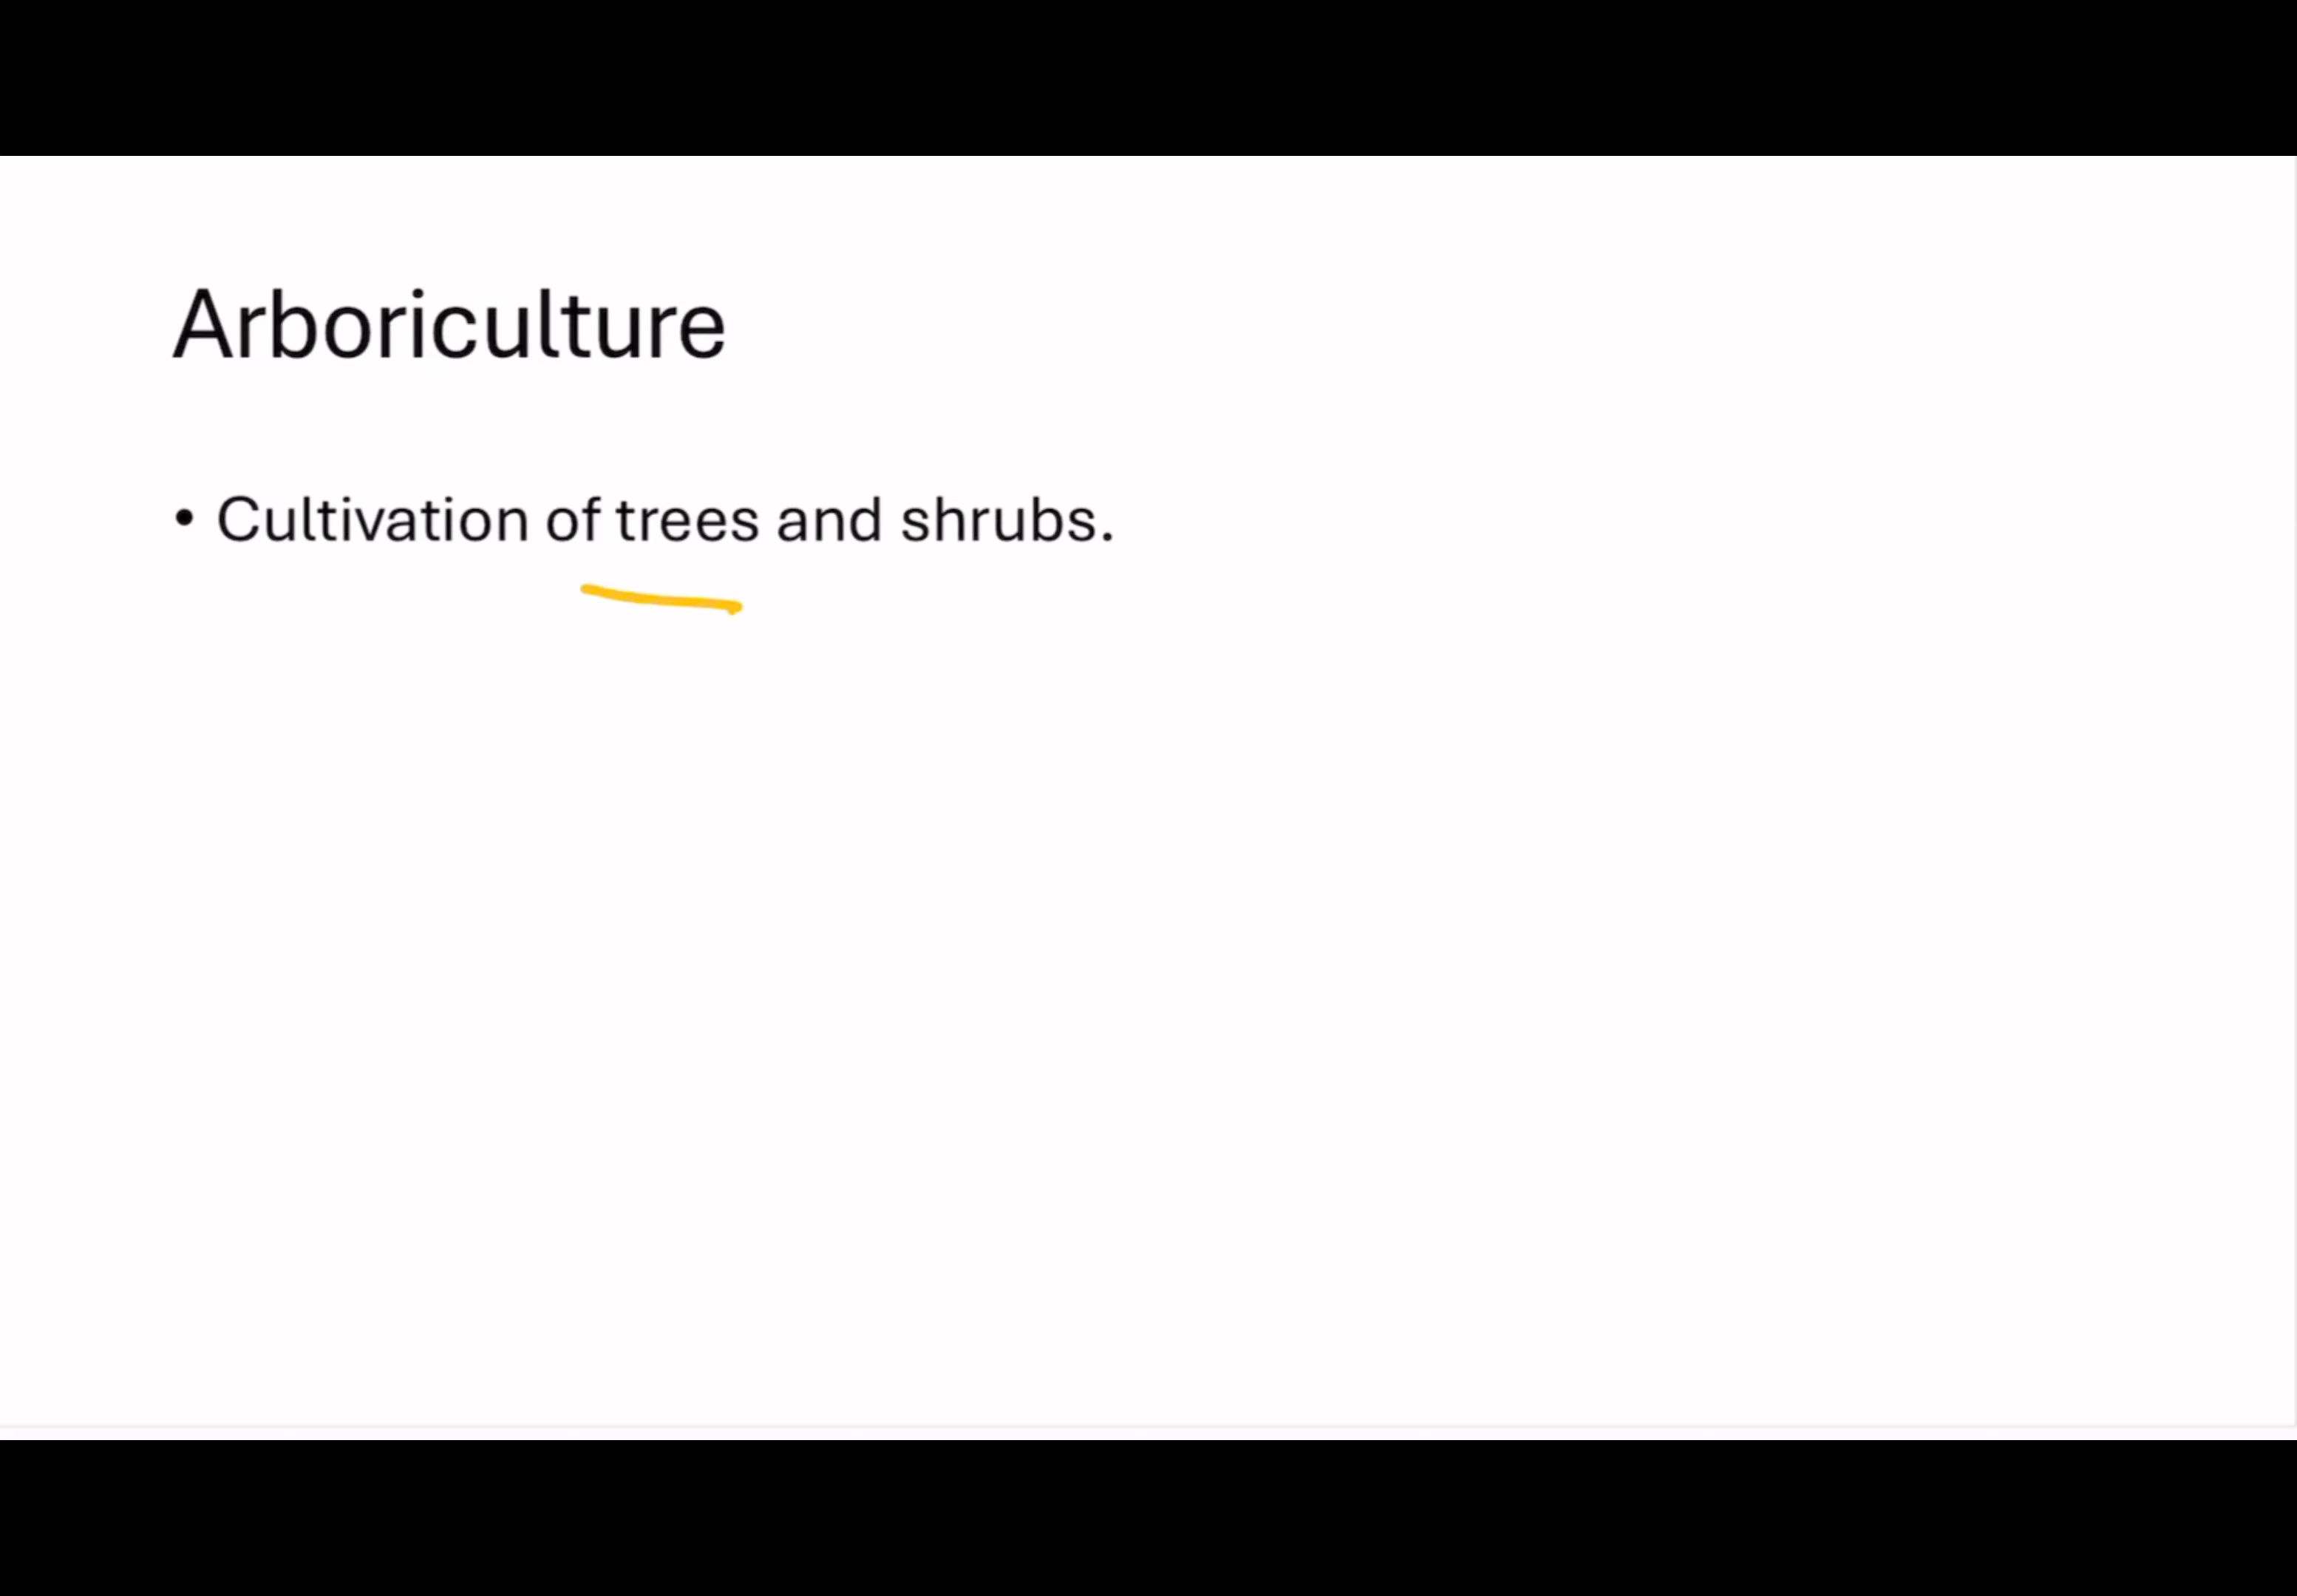 Arboriculture
• Cultivation of trees and shrubs.